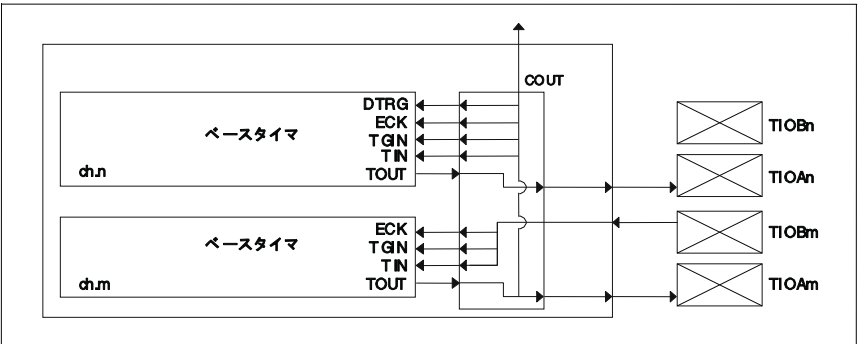 COUT
DTRG
ECK
TGIN
TIN
TOUT
ベースタイマ
ch.n
TIOBn
TIOAn
ECK
TGIN
TIN
TOUT
ベースタイマ
ch.m
TIOBm
TIOAm